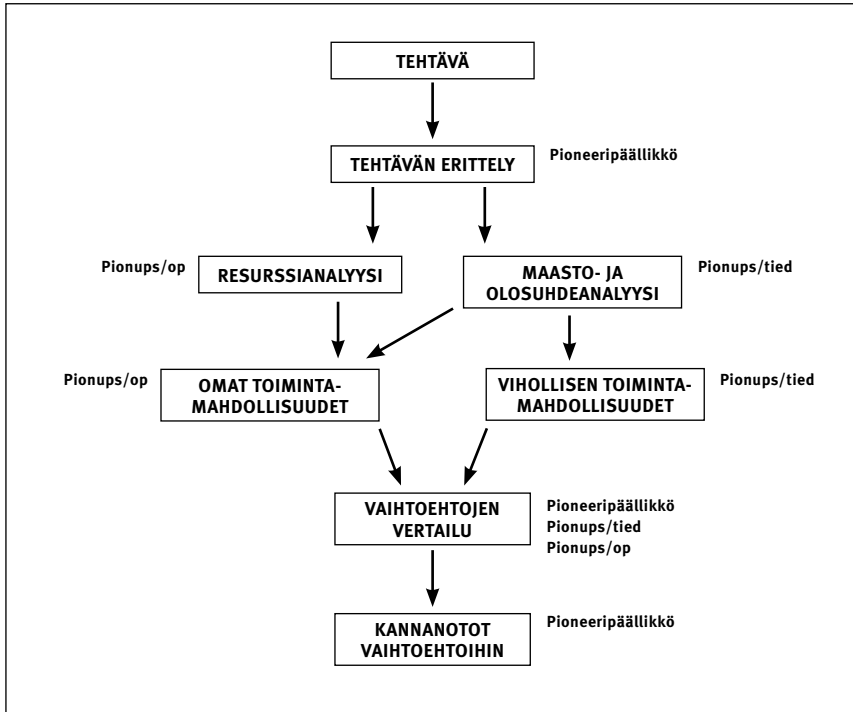 TEHTÄVÄ
TEHTÄVÄN ERITTELY
Pioneeripäällikkö
Pionups/op
RESURSSIANALYYSI
MAASTO- JA
OLOSUHDEANALYYSI
Pionups/tied
Pionups/op
OMAT TOIMINTA-
MAHDOLLISUUDET
VIHOLLISEN TOIMINTA-
MAHDOLLISUUDET
Pionups/tied
VAIHTOEHTOJEN
VERTAILU
Pioneeripäällikkö
Pionups/tied
Pionups/op
KANNANOTOT
VAIHTOEHTOIHIN
Pioneeripäällikkö